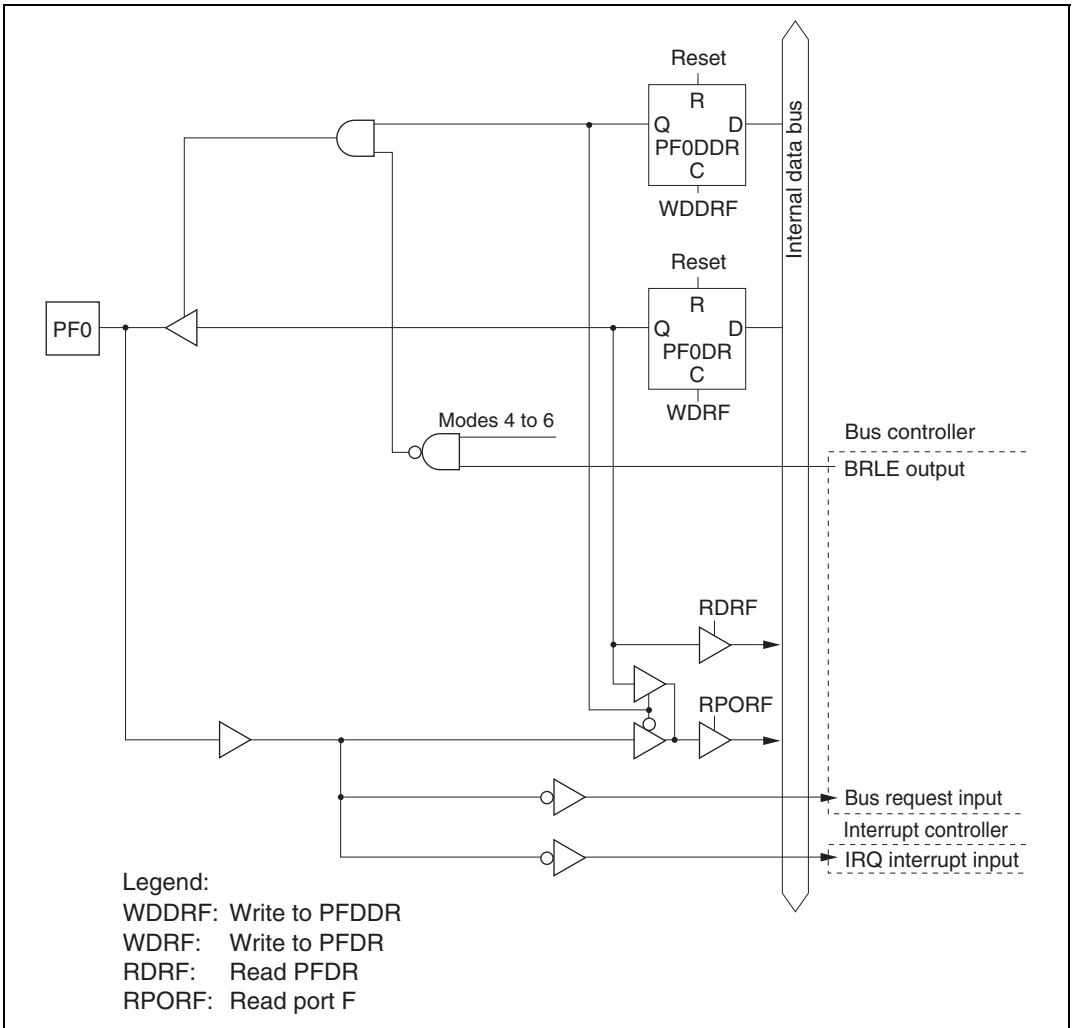 Reset
R
Q D
PF0DDR
C
WDDRF
Internal data bus
Reset
R
PF0
Q D
PF0DR
C
WDRF
Modes 4 to 6
Bus controller
BRLE output
RDRF
RPORF
Bus request input
Interrupt controller
IRQ interrupt input
Legend:
WDDRF: Write to PFDDR
WDRF: Write to PFDR
RDRF: Read PFDR
RPORF: Read port F